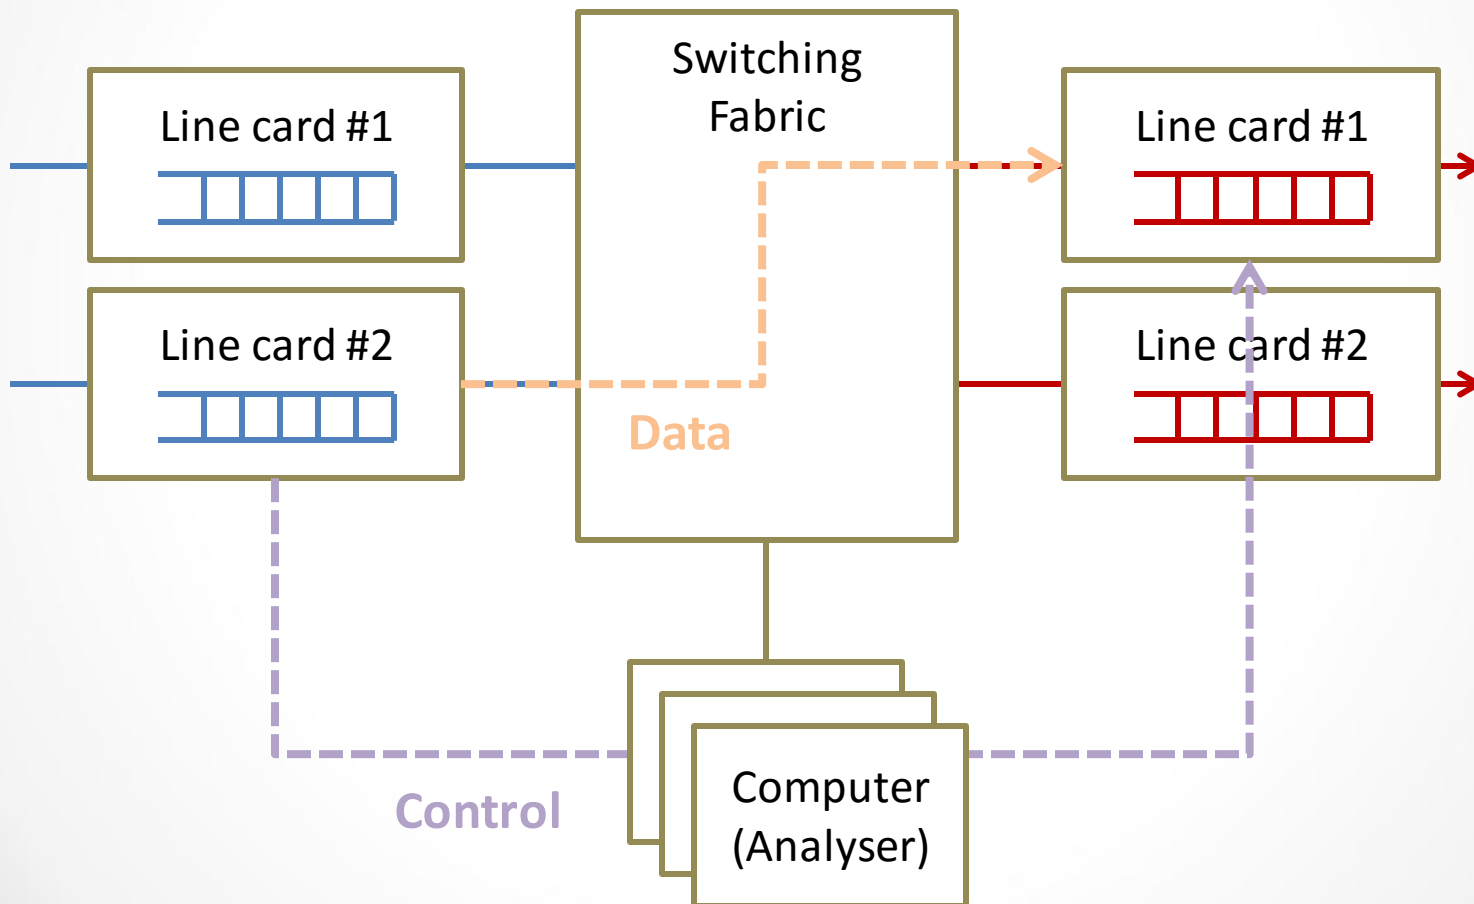 Switching
Fabric
Line card #1
Line card #1
Line card #2
Line card #2
Data
Control
Computer
(Analyser)